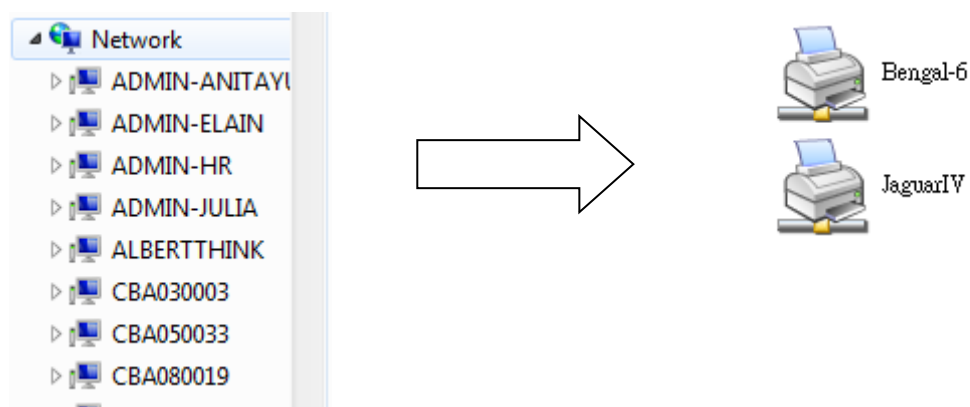 Network
ADMIN-ANITAYU
ADMIN-ELAIN
ADMIN-HR
ADMIN-JULIA
ALBERTTHINK
CBA030003
CBA050033
CBA080019
Bengal-6
JaguarIV